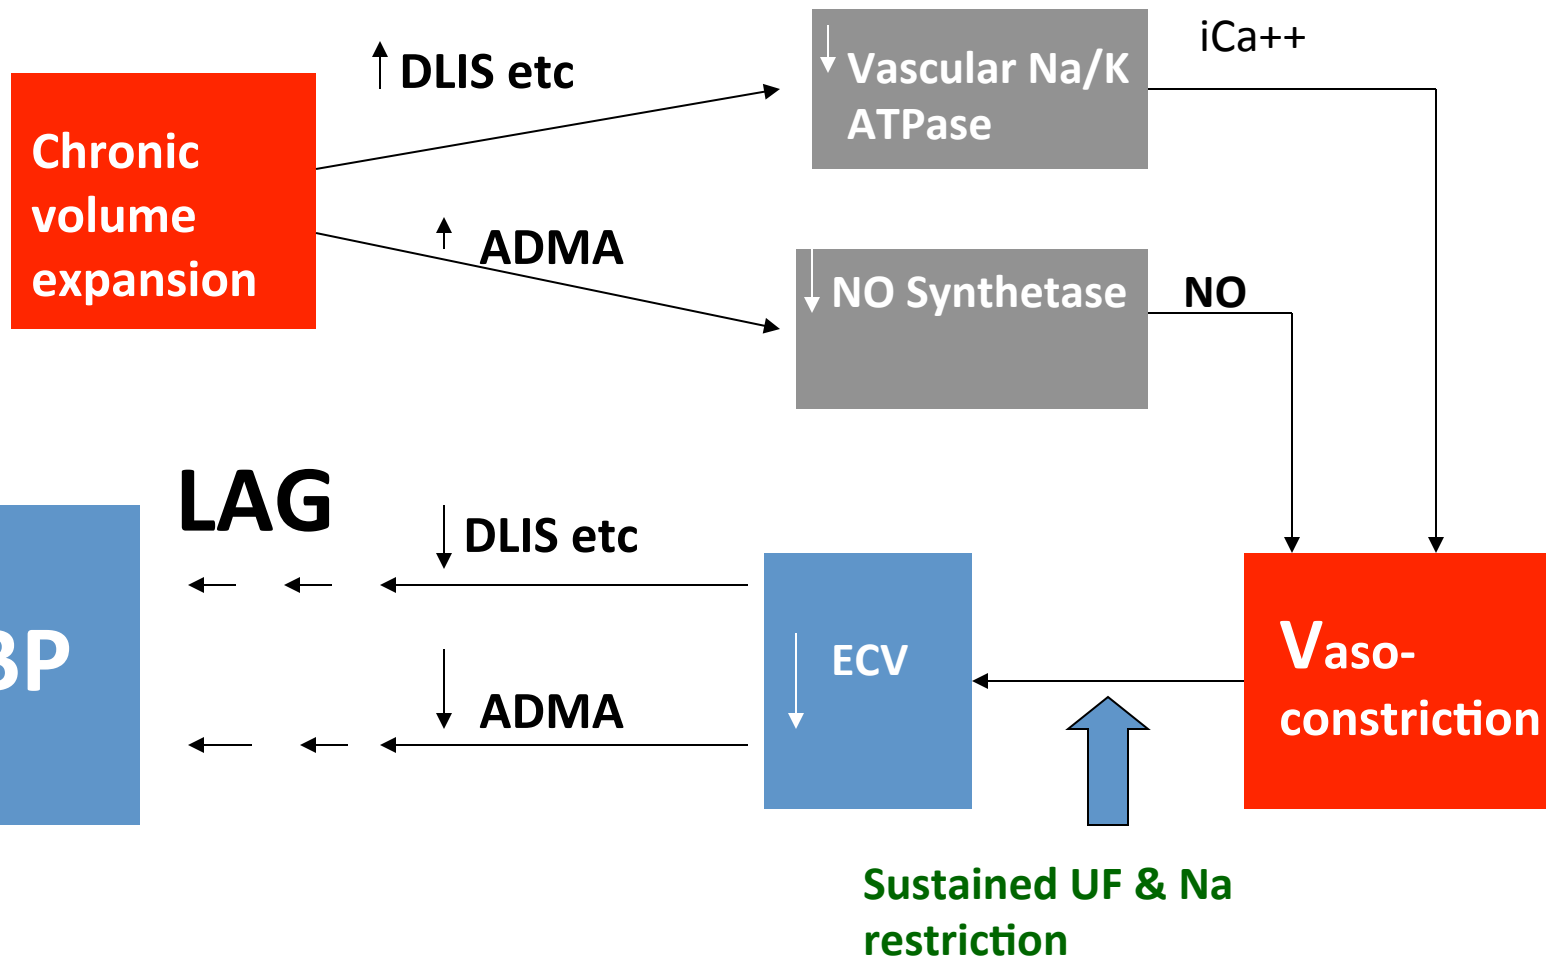 DLIS etc
Vascular Na/K
ATPase
iCa++
Chronic
volume
expansion
ADMA
NO Synthetase
NO
LAG
DLIS etc
BP
ECV
ADMA
Vaso-
constriction
Sustained UF & Na
restriction